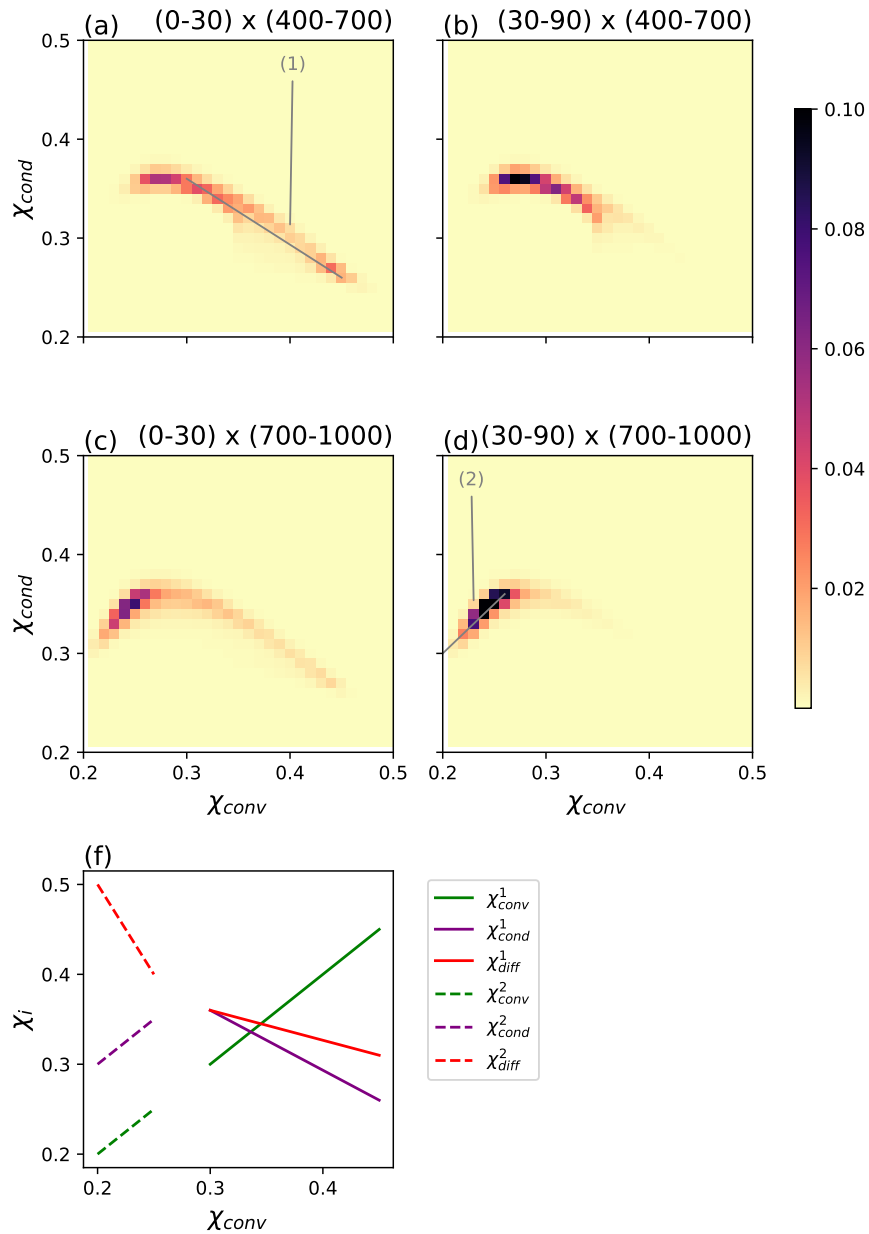 (a) (0-30) x (400-700)
(b) (30-90) x (400-700)
0.5
0.4
0.3
0.2
χcond
(1)
0.10
0.08
0.06
0.04
0.02
(c) (0-30) x (700-1000)
(d) (30-90) x (700-1000)
0.5
0.4
0.3
0.2
χcond
(2)
0.2 0.3 0.4 0.5
0.2 0.3 0.4 0.5
χconv
χconv
(f)
0.5
0.4
0.3
0.2
χi
0.2 0.3 0.4
χconv
χ¹conv
χ¹cond
χ¹diff
χ²conv
χ²cond
χ²diff